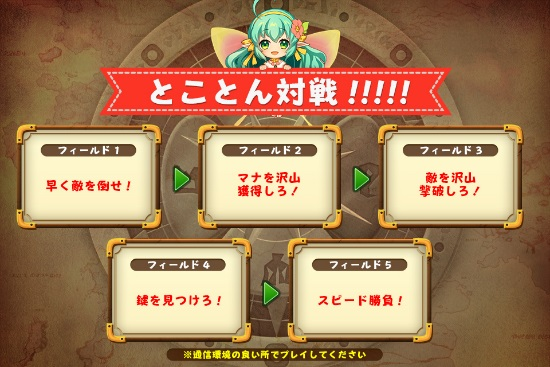 とことん対戦!!!!!
フィールド1
早く敵を倒せ!
フィールド2
マナを沢山
獲得しろ!
フィールド3
敵を沢山
撃破しろ!
フィールド4
鍵を見つけろ!
フィールド5
スピード勝負!
※通信環境の良い所でプレイしてください